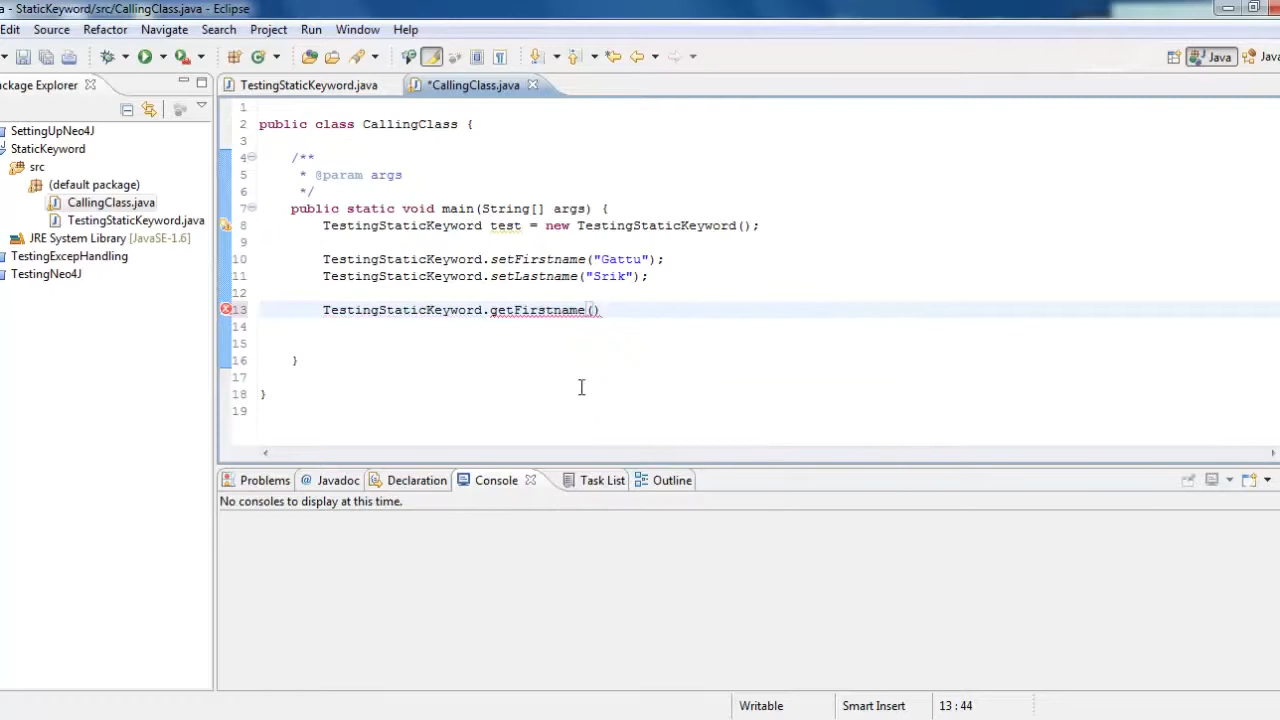 a - StaticKeyword/src/CallingClass.java - Eclipse
Edit Source Refactor Navigate Search Project Run Window Help
Java Java
ackage Explorer
TestingStaticKeyword.java *CallingClass.java
SettingUpNeo4J
StaticKeyword
src
(default package)
CallingClass.java
TestingStaticKeyword.java
JRE System Library [JavaSE-1.6]
TestingExcepHandling
TestingNeo4J
1
2 public class CallingClass {
3
4 /**
5 * @param args
6 */
7 public static void main(String[] args) {
8 TestingStaticKeyword test = new TestingStaticKeyword();
9
10 TestingStaticKeyword.setFirstname("Gattu");
11 TestingStaticKeyword.setLastname("Srik");
12
13 TestingStaticKeyword.getFirstname()
14
15
16 }
17
18 }
19
Problems @ Javadoc Declaration Console Task List Outline
No consoles to display at this time.
Writable Smart Insert 13 : 44